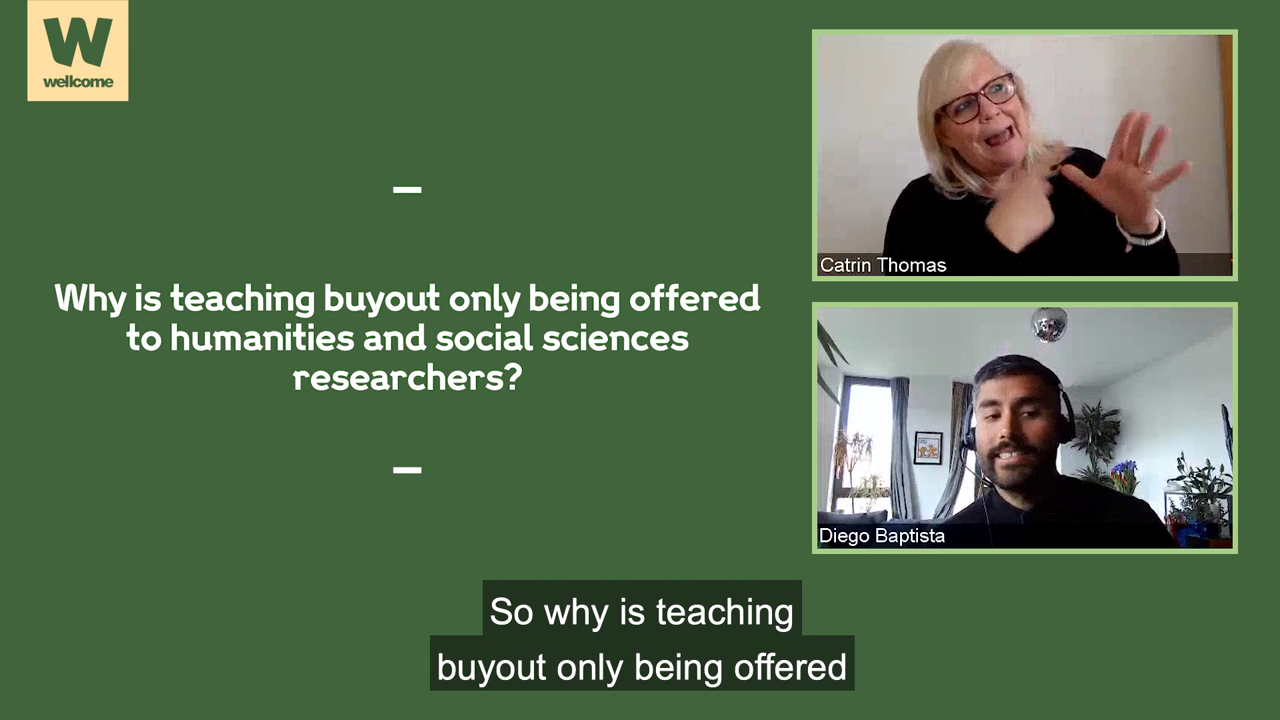 W
wellcome
Why is teaching buyout only being offered
to humanities and social sciences
researchers?
Catrin Thomas
Diego Baptista
So why is teaching
buyout only being offered